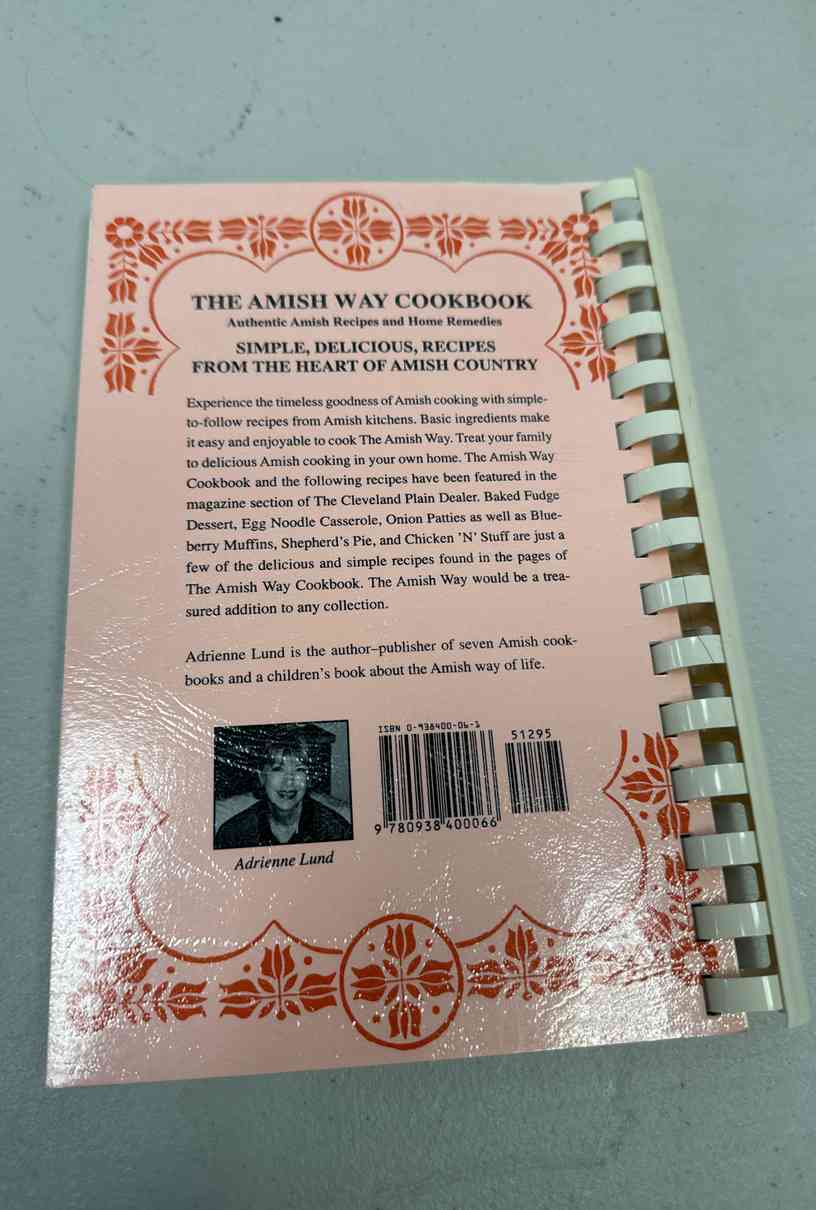 THE AMISH WAY COOKBOOK
Authentic Amish Recipes and Home Remedies
SIMPLE, DELICIOUS, RECIPES
FROM THE HEART OF AMISH COUNTRY
Experience the timeless goodness of Amish cooking with simple-
to-follow recipes from Amish kitchens. Basic ingredients make
it easy and enjoyable to cook The Amish Way. Treat your family
to delicious Amish cooking in your own home. The Amish Way
Cookbook and the following recipes have been featured in the
magazine section of The Cleveland Plain Dealer. Baked Fudge
Dessert, Egg Noodle Casserole, Onion Patties as well as Blue-
berry Muffins, Shepherd's Pie, and Chicken 'N' Stuff are just a
few of the delicious and simple recipes found in the pages of
The Amish Way Cookbook. The Amish Way would be a trea-
sured addition to any collection.
Adrienne Lund is the author–publisher of seven Amish cook-
books and a children's book about the Amish way of life.
ISBN 0-938400-06-1
51295
9 780938 400066
Adrienne Lund